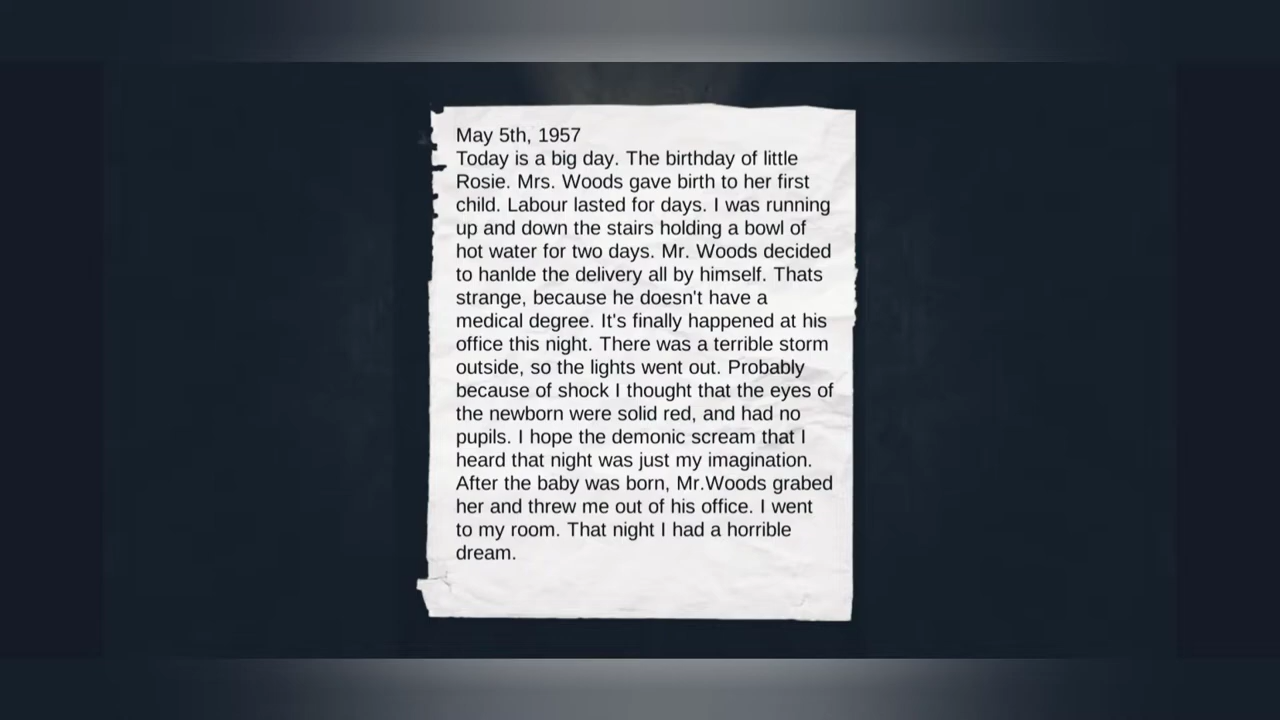 May 5th, 1957
Today is a big day. The birthday of little
Rosie. Mrs. Woods gave birth to her first
child. Labour lasted for days. I was running
up and down the stairs holding a bowl of
hot water for two days. Mr. Woods decided
to hanlde the delivery all by himself. Thats
strange, because he doesn't have a
medical degree. It's finally happened at his
office this night. There was a terrible storm
outside, so the lights went out. Probably
because of shock I thought that the eyes of
the newborn were solid red, and had no
pupils. I hope the demonic scream that I
heard that night was just my imagination.
After the baby was born, Mr.Woods grabed
her and threw me out of his office. I went
to my room. That night I had a horrible
dream.